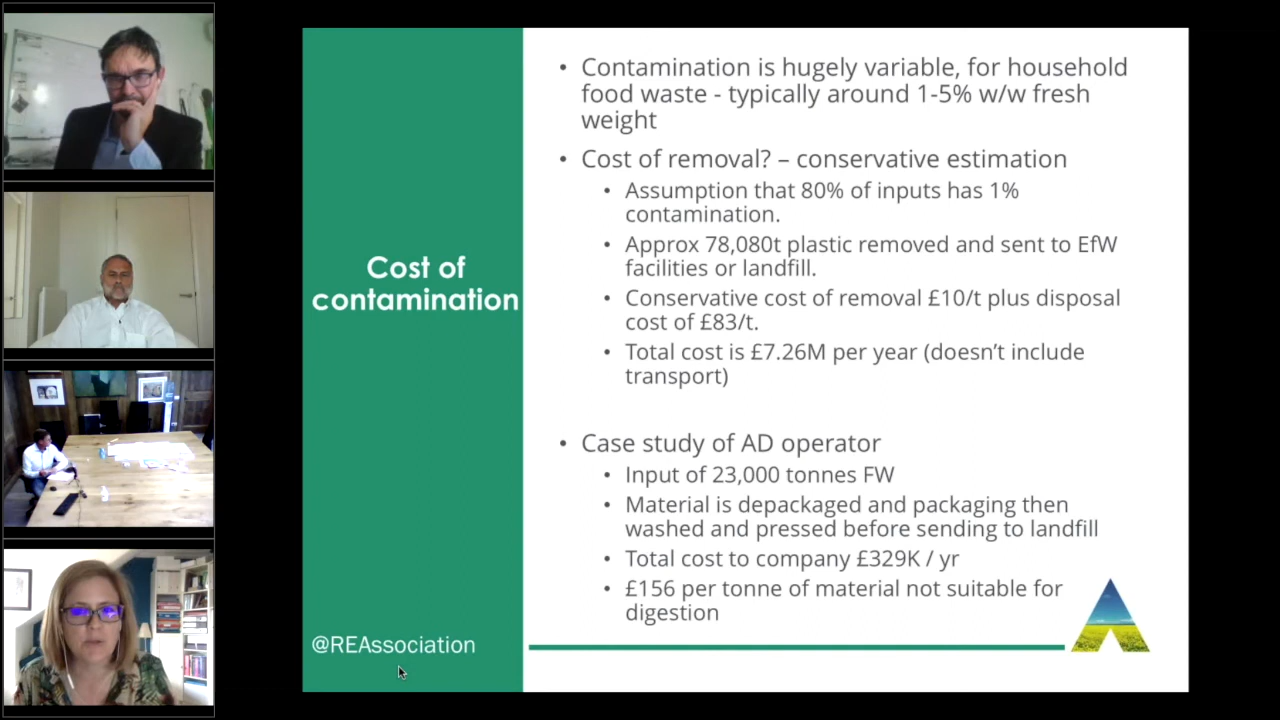 Cost of
contamination
@REAssociation
• Contamination is hugely variable, for household
food waste - typically around 1-5% w/w fresh
weight
• Cost of removal? – conservative estimation
• Assumption that 80% of inputs has 1%
contamination.
• Approx 78,080t plastic removed and sent to EfW
facilities or landfill.
• Conservative cost of removal £10/t plus disposal
cost of £83/t.
• Total cost is £7.26M per year (doesn’t include
transport)
• Case study of AD operator
• Input of 23,000 tonnes FW
• Material is depackaged and packaging then
washed and pressed before sending to landfill
• Total cost to company £329K / yr
• £156 per tonne of material not suitable for
digestion